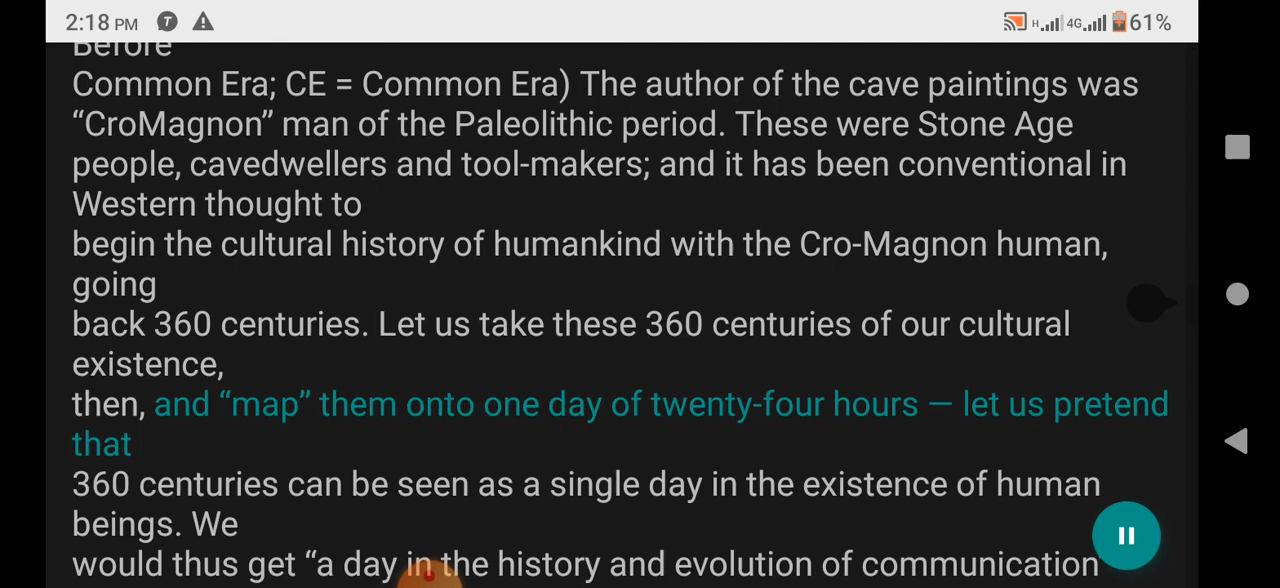 2:18 PM T H 4G 61%
Before
Common Era; CE = Common Era) The author of the cave paintings was
“CroMagnon” man of the Paleolithic period. These were Stone Age
people, cavedwellers and tool-makers; and it has been conventional in
Western thought to
begin the cultural history of humankind with the Cro-Magnon human,
going
back 360 centuries. Let us take these 360 centuries of our cultural
existence,
then, and “map” them onto one day of twenty-four hours — let us pretend
that
360 centuries can be seen as a single day in the existence of human
beings. We
would thus get “a day in the history and evolution of communication